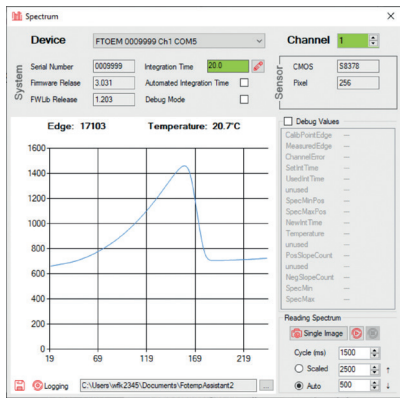 Spectrum
Device
FTOEM 0009999 Ch1 COM5
Channel
1
System
Serial Number
0009999
Integration Time
20.0
Firmware Relase
3.031
Automated Integration Time
FWLib Release
1.203
Debug Mode
Sensor
CMOS
58378
Pixel
256
Edge: 17103
Temperature: 20.7°C
1600
1400
1200
1000
800
600
400
200
0
19
69
119
169
219
Debug Values
CalibPointEdge ---
MeasuredEdge ---
ChannelError ---
SetIntTime ---
UsedIntTime ---
unused ---
SpecMinPos ---
SpecMaxPos ---
NewIntTime ---
Temperature ---
unused ---
PosSlopeCount ---
unused ---
NegSlopeCount ---
SpecMin ---
SpecMax ---
Reading Spectrum
Single Image
Cycle (ms)
1500
Scaled
2500
↑
Auto
500
↓
Logging
C:\Users\wfk2345\Documents\FotempAssistant2
...